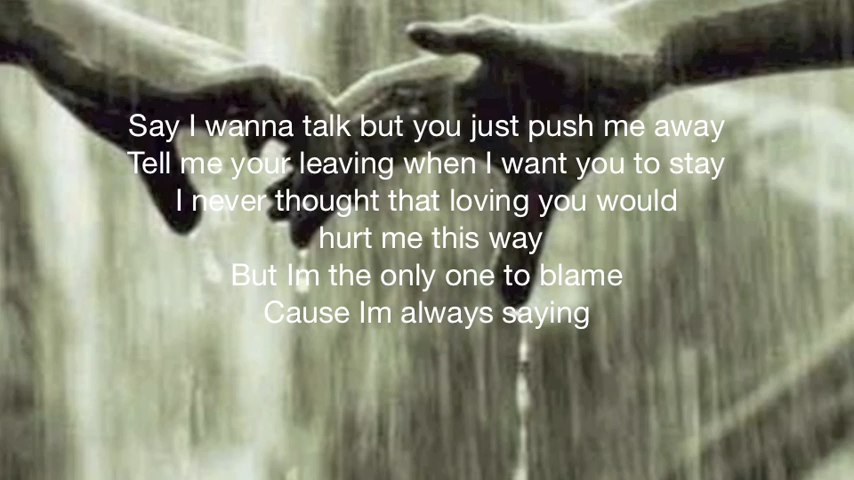 Say I wanna talk but you just push me away
Tell me your leaving when I want you to stay
I never thought that loving you would
hurt me this way
But Im the only one to blame
Cause Im always saying